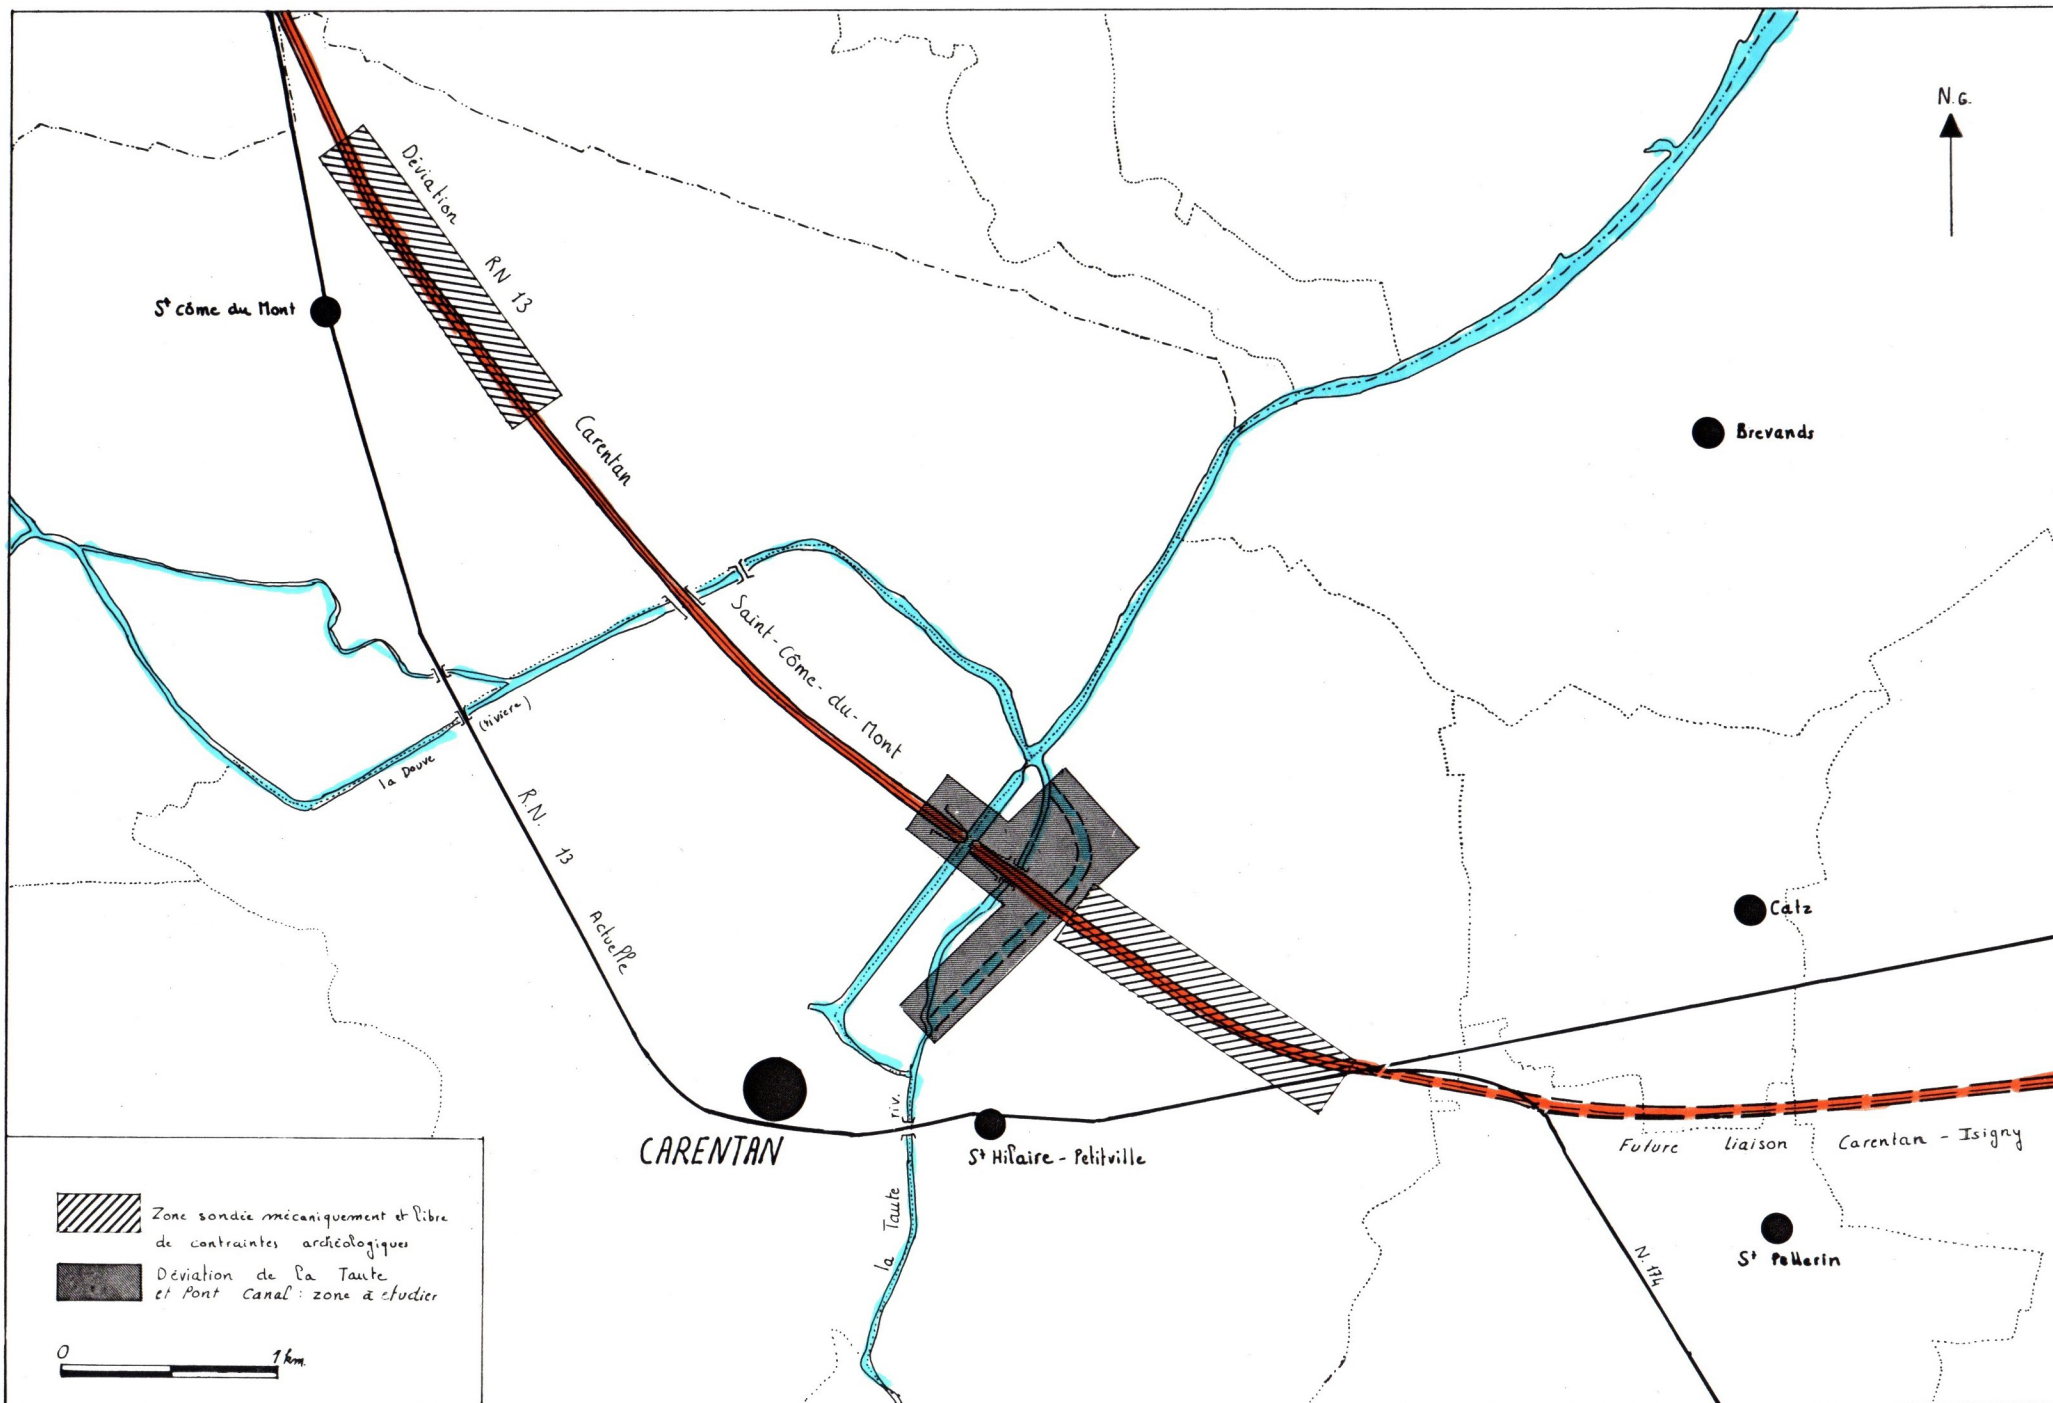 N.G.
Déviation RN 13
St Côme du Mont
Carentan
Brevands
Saint-Côme-du-Mont
(rivière)
la Douve
R.N. 13 Actuelle
Catz
riv.
CARENTAN
St Hilaire - Petitville
Future liaison Carentan - Isigny
la Taute
N. 174
St Pellerin
Zone sondée mécaniquement et libre
de contraintes archéologiques
Déviation de la Taute
et Pont Canal : zone à étudier
0 1 km.